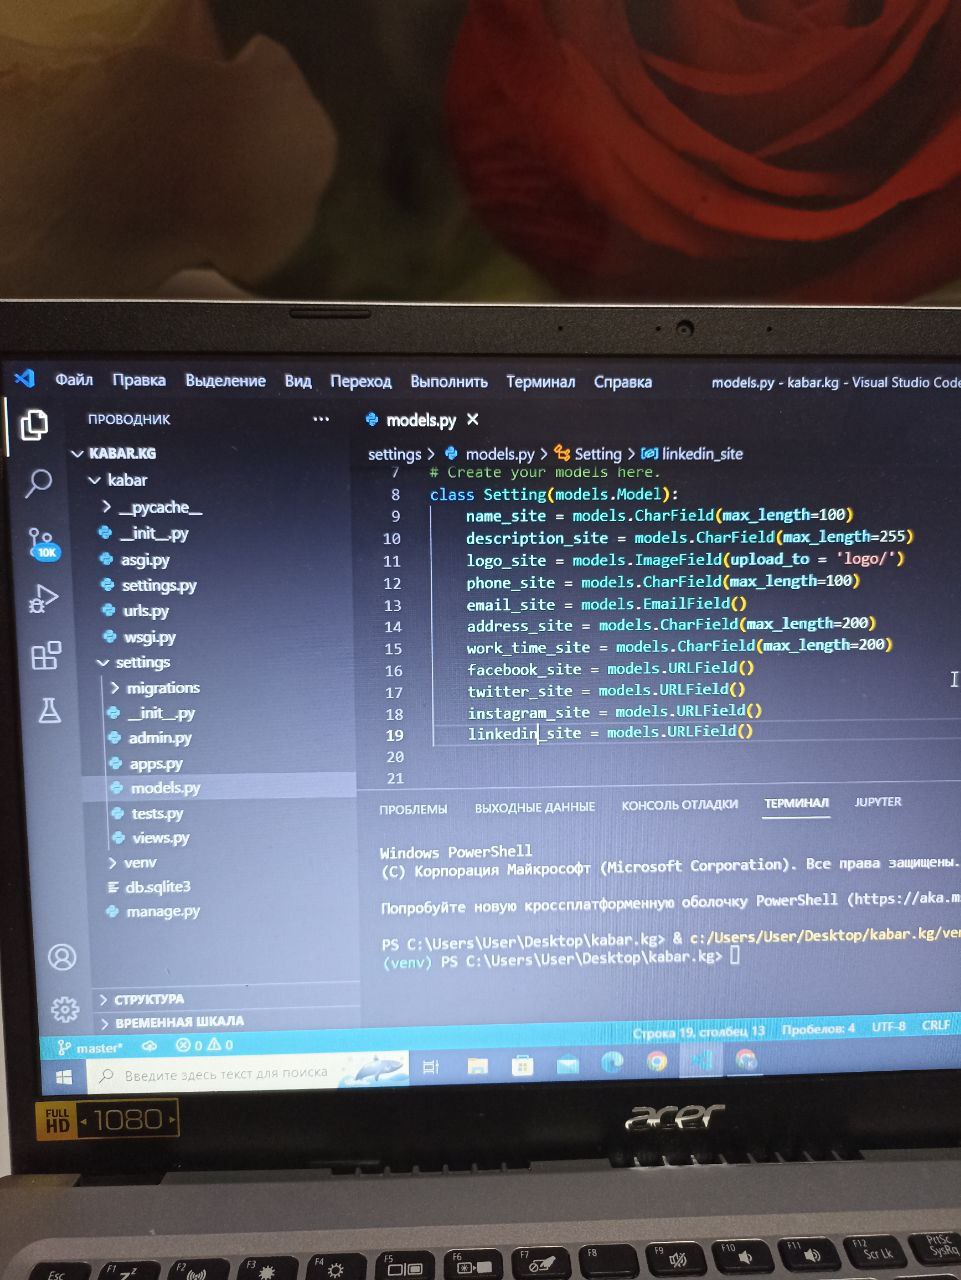 Файл Правка Выделение Вид Переход Выполнить Терминал Справка models.py - kabar.kg - Visual Studio Code
ПРОВОДНИК ...
models.py
KABAR.KG
settings > models.py > Setting > linkedin_site
kabar
__pycache__
__init__.py
asgi.py
settings.py
urls.py
wsgi.py
settings
migrations
__init__.py
admin.py
apps.py
models.py
tests.py
views.py
venv
db.sqlite3
manage.py
СТРУКТУРА
ВРЕМЕННАЯ ШКАЛА
10K
7 # Create your models here.
8 class Setting(models.Model):
9 name_site = models.CharField(max_length=100)
10 description_site = models.CharField(max_length=255)
11 logo_site = models.ImageField(upload_to = 'logo/')
12 phone_site = models.CharField(max_length=100)
13 email_site = models.EmailField()
14 address_site = models.CharField(max_length=200)
15 work_time_site = models.CharField(max_length=200)
16 facebook_site = models.URLField()
17 twitter_site = models.URLField()
18 instagram_site = models.URLField()
19 linkedin_site = models.URLField()
20
21
ПРОБЛЕМЫ ВЫХОДНЫЕ ДАННЫЕ КОНСОЛЬ ОТЛАДКИ ТЕРМИНАЛ JUPYTER
Windows PowerShell
(C) Корпорация Майкрософт (Microsoft Corporation). Все права защищены.
Попробуйте новую кроссплатформенную оболочку PowerShell (https://aka.m
PS C:\Users\User\Desktop\kabar.kg> & c:/Users/User/Desktop/kabar.kg/ve
(venv) PS C:\Users\User\Desktop\kabar.kg>
master* 0 0 Строка 19, столбец 13 Пробелов: 4 UTF-8 CRLF
Введите здесь текст для поиска
FULL HD 1080
acer
Esc F1 F2 F3 F4 F5 F6 F7 F8 F9 F10 F11 F12 Scr Lk PrtSc SysRq